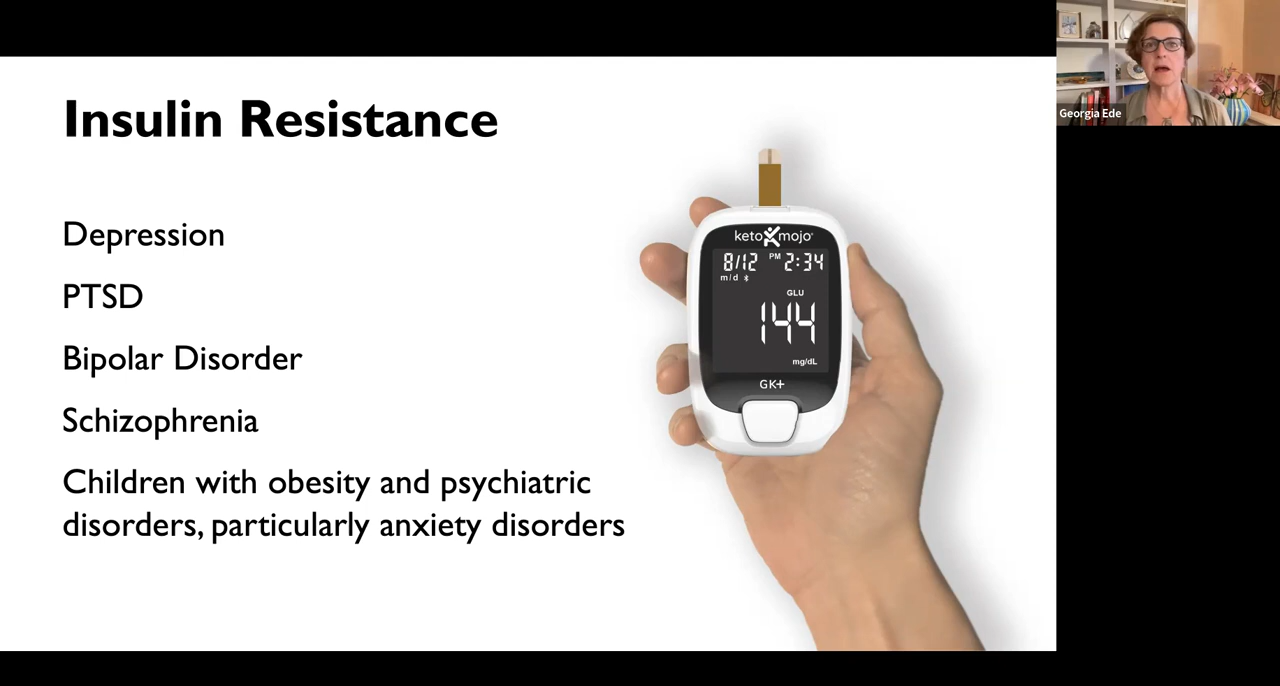 Insulin Resistance
Depression
PTSD
Bipolar Disorder
Schizophrenia
Children with obesity and psychiatric
disorders, particularly anxiety disorders
keto mojo
8/12 PM 2:34
m/d
GLU
144
mg/dL
GK+
Georgia Ede